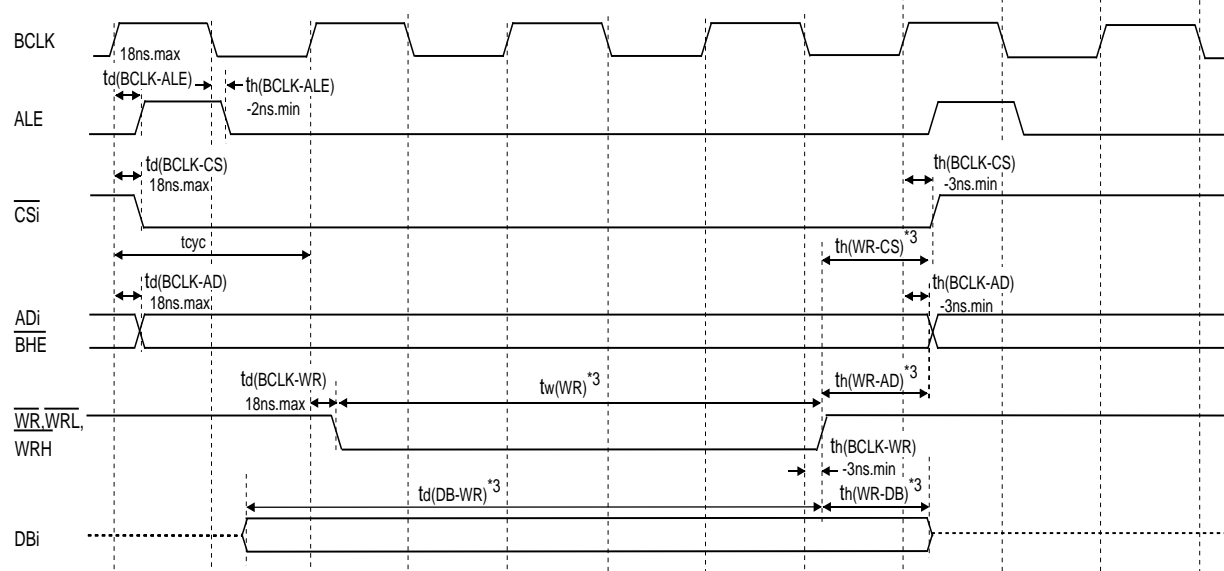 BCLK
18ns.max
td(BCLK-ALE)
th(BCLK-ALE)
-2ns.min
ALE
td(BCLK-CS)
18ns.max
th(BCLK-CS)
-3ns.min
CSi
tcyc
th(WR-CS)*3
td(BCLK-AD)
18ns.max
th(BCLK-AD)
-3ns.min
ADi
BHE
td(BCLK-WR)
18ns.max
tw(WR)*3
th(WR-AD)*3
WR,WRL,
WRH
th(BCLK-WR)
-3ns.min
td(DB-WR)*3
th(WR-DB)*3
DBi